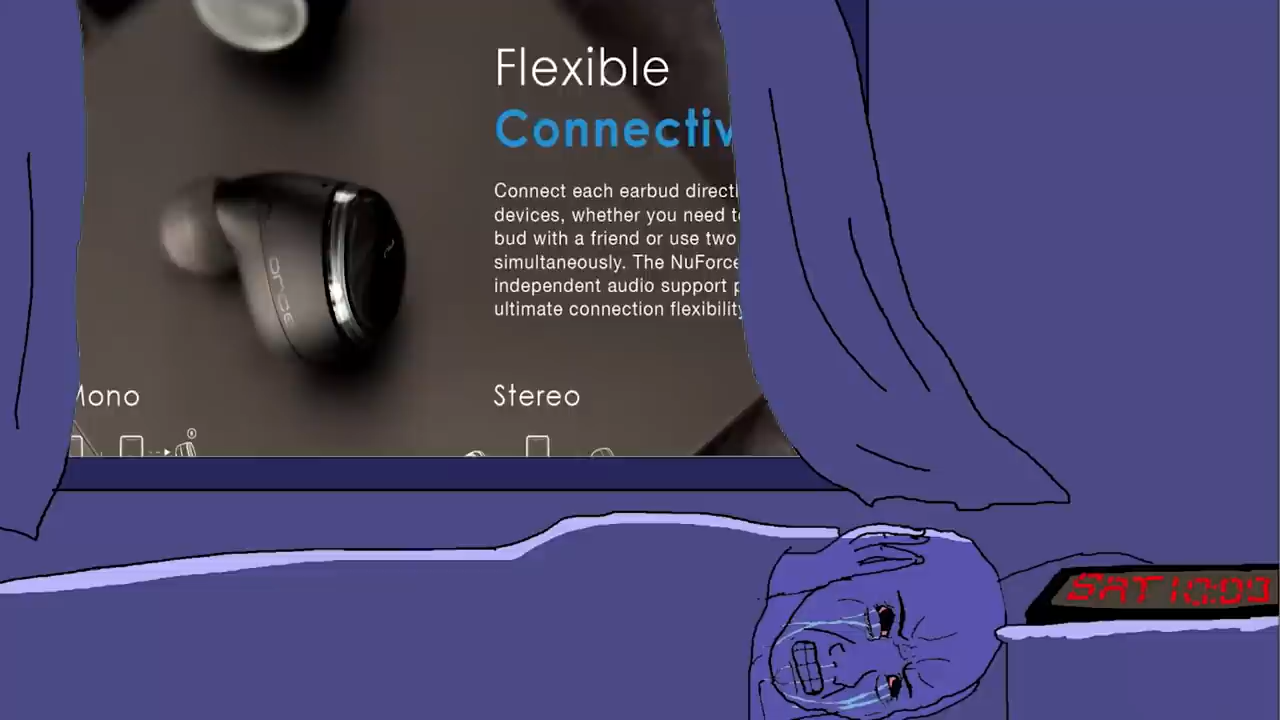 Flexible
Connectiv
Connect each earbud directl
devices, whether you need t
bud with a friend or use two
simultaneously. The NuForce
independent audio support p
ultimate connection flexibility
Mono
Stereo
SAT 10:00